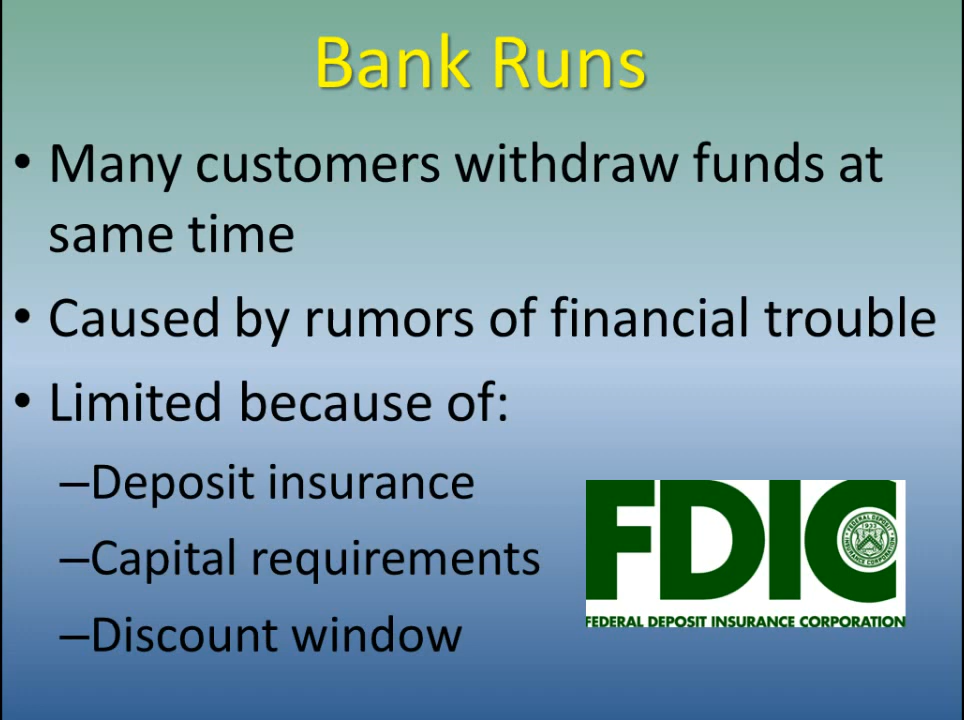 Bank Runs
• Many customers withdraw funds at
same time
• Caused by rumors of financial trouble
• Limited because of:
–Deposit insurance
–Capital requirements
–Discount window
FDIC
FEDERAL DEPOSIT INSURANCE CORPORATION